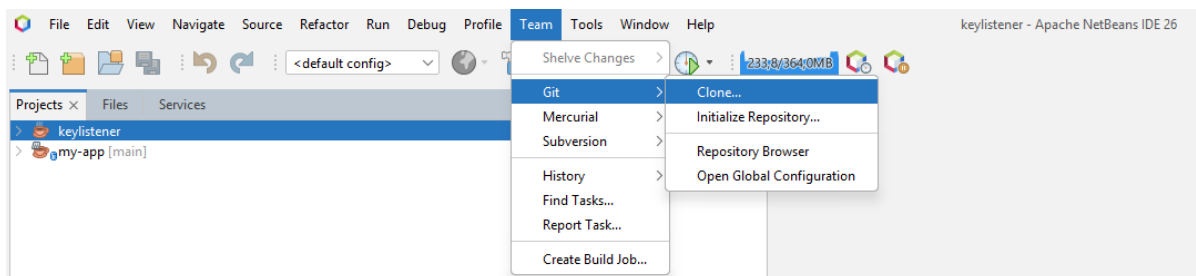 File Edit View Navigate Source Refactor Run Debug Profile Team Tools Window Help keylistener - Apache NetBeans IDE 26
<default config> 233,8/364,0MB
Projects Files Services
keylistener
my-app [main]
Shelve Changes
Git
Mercurial
Subversion
History
Find Tasks...
Report Task...
Create Build Job...
Clone...
Initialize Repository...
Repository Browser
Open Global Configuration